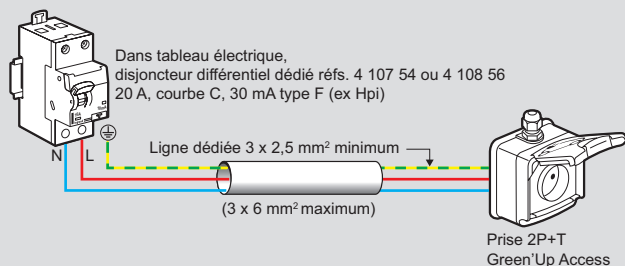 Dans tableau électrique,
disjoncteur différentiel dédié réfs. 4 107 54 ou 4 108 56
20 A, courbe C, 30 mA type F (ex Hpi)
N L
Ligne dédiée 3 x 2,5 mm² minimum
(3 x 6 mm² maximum)
Prise 2P+T
Green'Up Access